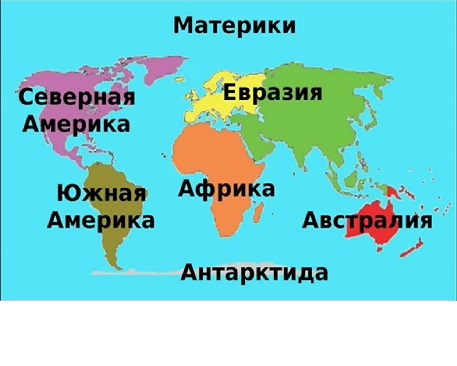 Материки
Северная
Америка
Евразия
Южная
Америка
Африка
Австралия
Антарктида